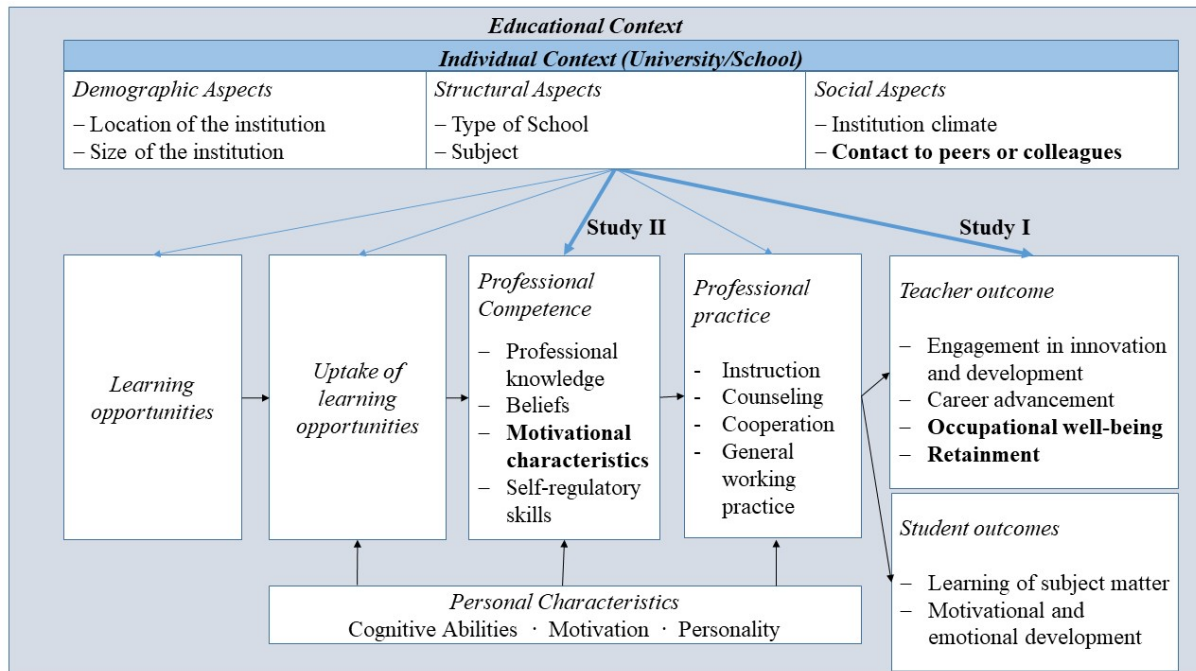 Educational Context
Individual Context (University/School)
Demographic Aspects
– Location of the institution
– Size of the institution
Structural Aspects
– Type of School
– Subject
Social Aspects
– Institution climate
– Contact to peers or colleagues
Study II
Study I
Learning
opportunities
Uptake of
learning
opportunities
Professional
Competence
– Professional
knowledge
– Beliefs
– Motivational
characteristics
– Self-regulatory
skills
Professional
practice
- Instruction
- Counseling
- Cooperation
- General
working
practice
Teacher outcome
– Engagement in innovation
and development
– Career advancement
– Occupational well-being
– Retainment
Student outcomes
– Learning of subject matter
– Motivational and
emotional development
Personal Characteristics
Cognitive Abilities · Motivation · Personality